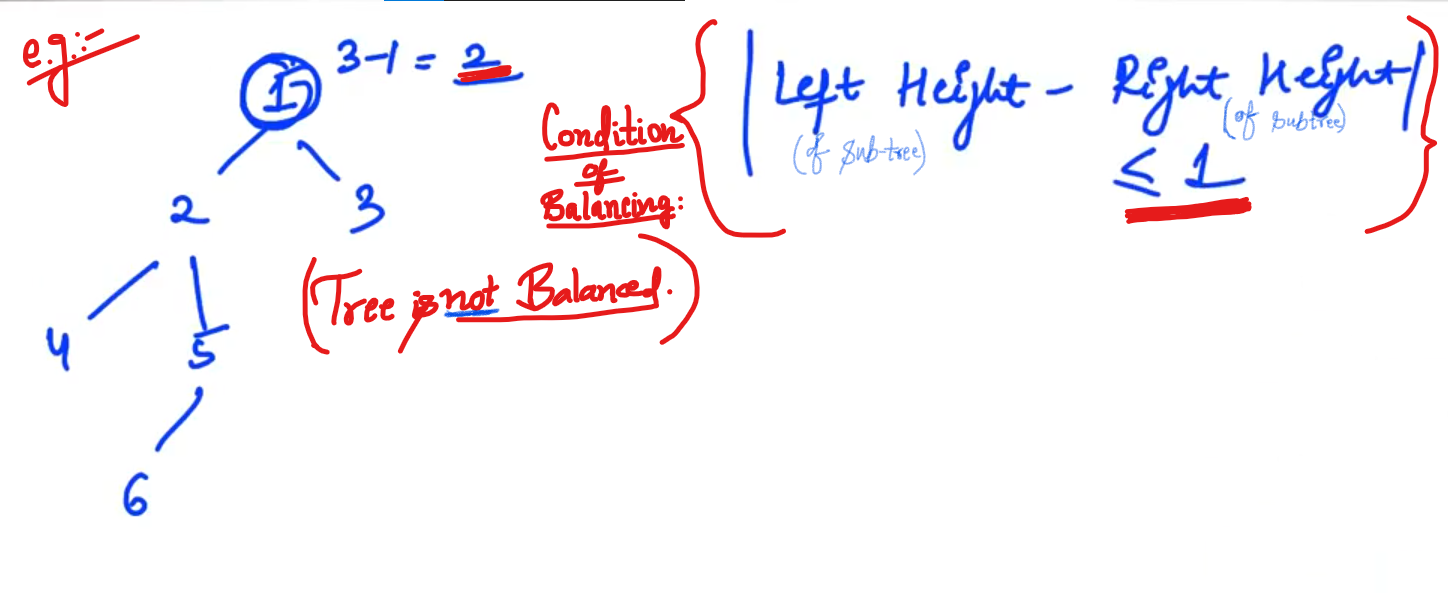 e.g.:-
1
3-1 = 2
2
3
4
5
6
(Tree is not Balanced.)
Condition
of
Balancing:
{ | Left Height - Right Height | }
(of Sub-tree)
(of Subtree)
≤ 1